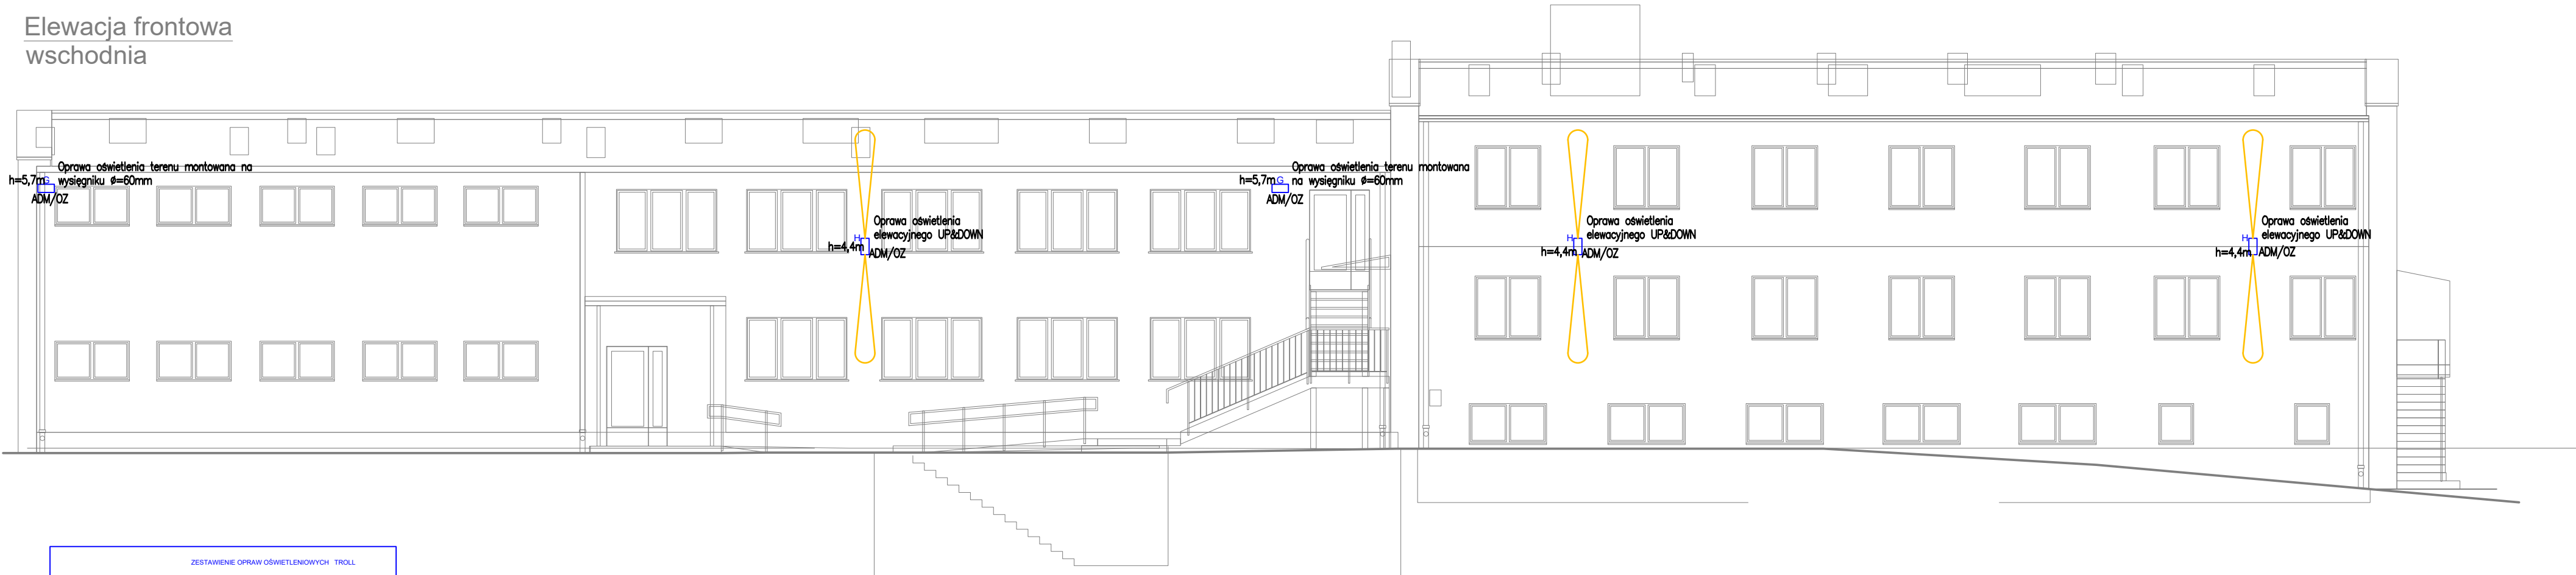 Elewacja frontowa
wschodnia
Oprawa oświetlenia terenu montowana na
wysięgniku ø=60mm
h=5,7m
G
ADM/OZ
Oprawa oświetlenia
elewacyjnego UP&DOWN
H
h=4,4m
ADM/OZ
Oprawa oświetlenia terenu montowana
na wysięgniku ø=60mm
h=5,7m
G
ADM/OZ
Oprawa oświetlenia
elewacyjnego UP&DOWN
H
h=4,4m
ADM/OZ
Oprawa oświetlenia
elewacyjnego UP&DOWN
H
h=4,4m
ADM/OZ
ZESTAWIENIE OPRAW OŚWIETLENIOWYCH TROLL